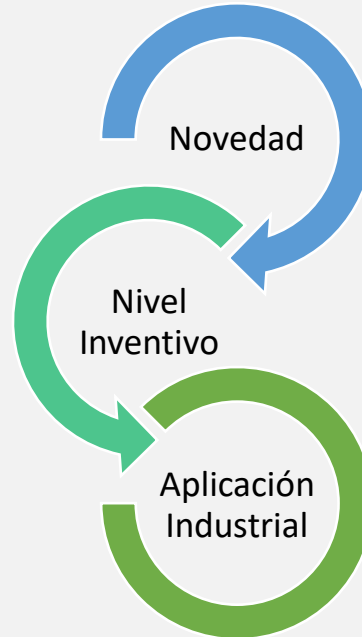 Novedad
Nivel
Inventivo
Aplicación
Industrial